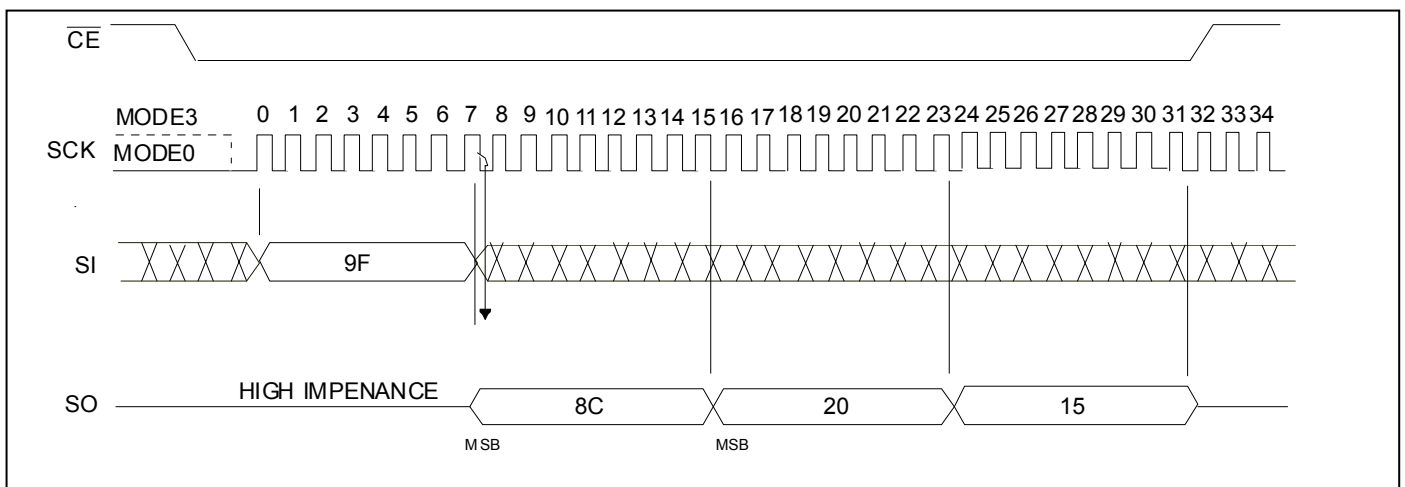 CE
MODE3 0 1 2 3 4 5 6 7 8 9 10 11 12 13 14 15 16 17 18 19 20 21 22 23 24 25 26 27 28 29 30 31 32 33 34
SCK MODE0
SI 9F
HIGH IMPENANCE
SO 8C 20 15
MSB MSB